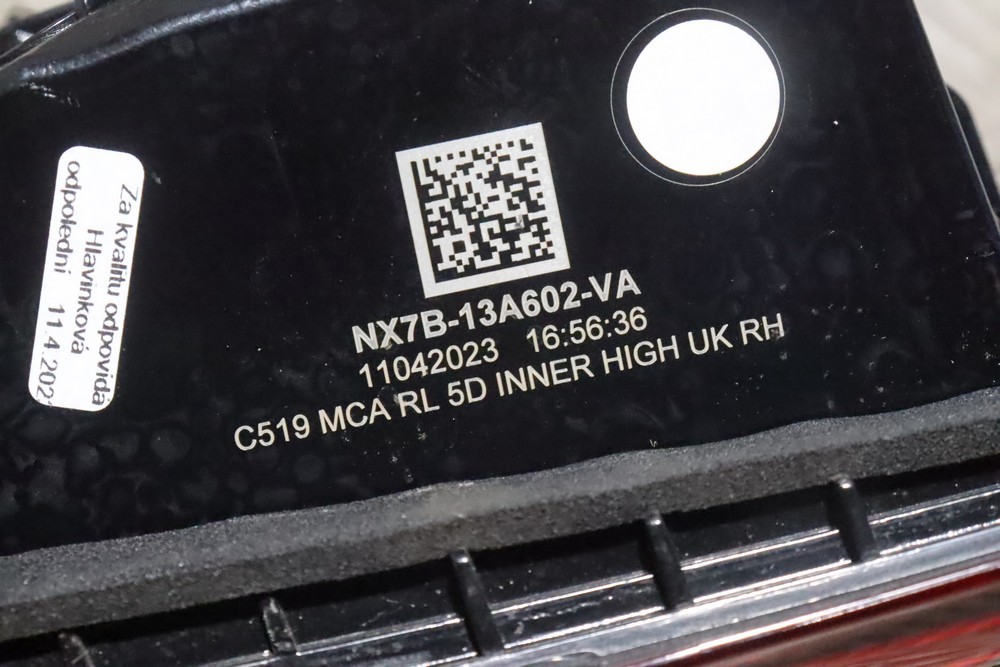 Za kvalitu odpovídá
Hlavinková
odpolední 11.4.202
NX7B-13A602-VA
11042023 16:56:36
C519 MCA RL 5D INNER HIGH UK RH